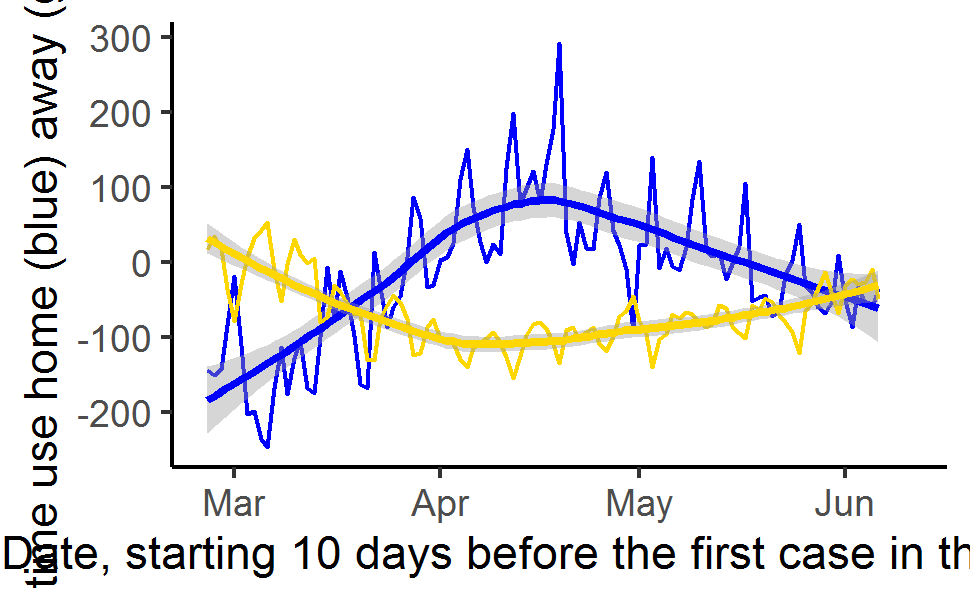 time use home (blue) away (
300
200
100
0
-100
-200
Mar Apr May Jun
Date, starting 10 days before the first case in th